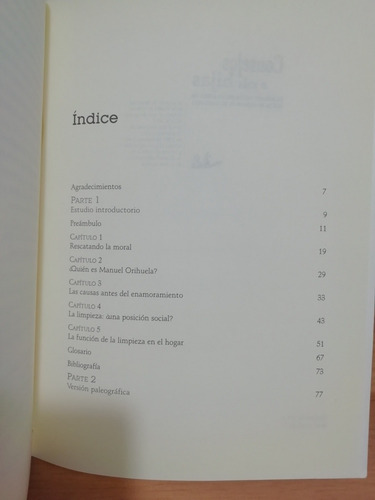 Índice
Agradecimientos 7
PARTE 1
Estudio introductorio 9
Preámbulo 11
CAPÍTULO 1
Rescatando la moral 19
CAPÍTULO 2
¿Quién es Manuel Orihuela? 29
CAPÍTULO 3
Las causas antes del enamoramiento 33
CAPÍTULO 4
La limpieza: ¿una posición social? 43
CAPÍTULO 5
La función de la limpieza en el hogar 51
Glosario 67
Bibliografía 73
PARTE 2
Versión paleográfica 77